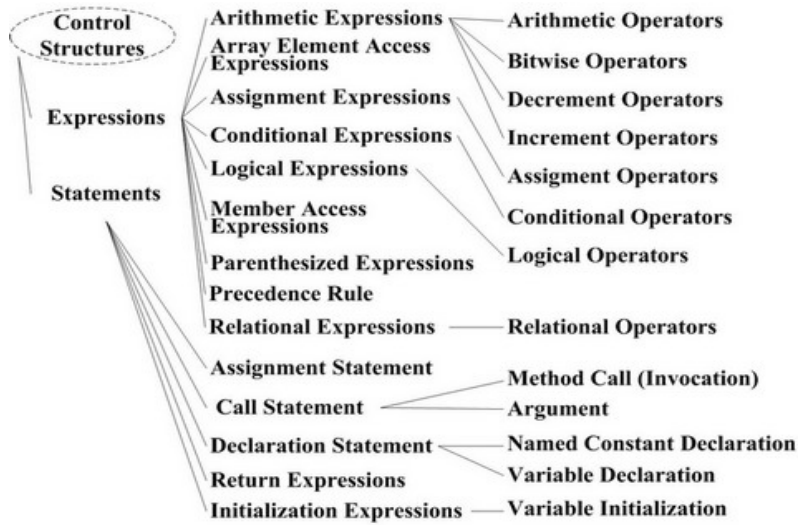 Control
Structures
Expressions
Statements
Arithmetic Expressions
Array Element Access
Expressions
Assignment Expressions
Conditional Expressions
Logical Expressions
Member Access
Expressions
Parenthesized Expressions
Precedence Rule
Relational Expressions
Assignment Statement
Call Statement
Declaration Statement
Return Expressions
Initialization Expressions
Arithmetic Operators
Bitwise Operators
Decrement Operators
Increment Operators
Assigment Operators
Conditional Operators
Logical Operators
Relational Operators
Method Call (Invocation)
Argument
Named Constant Declaration
Variable Declaration
Variable Initialization